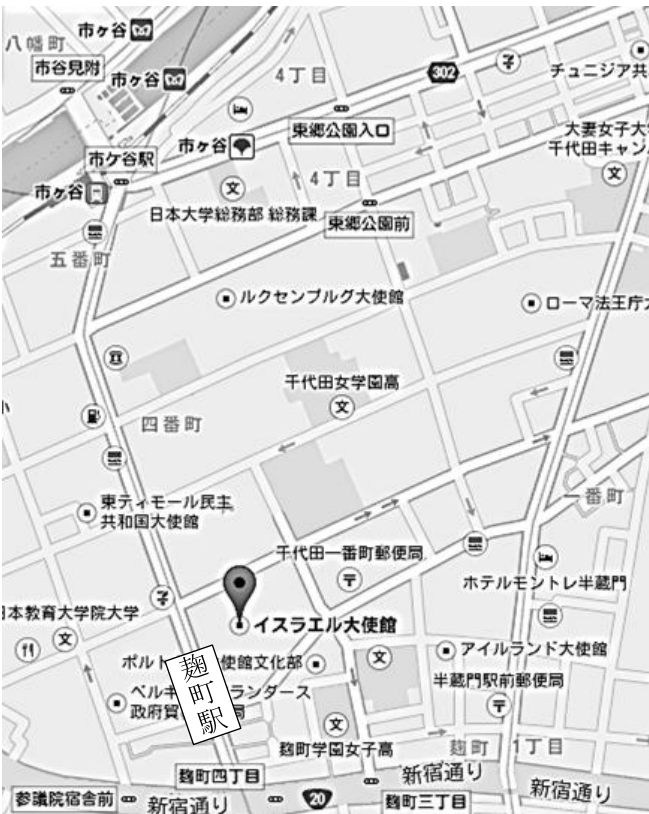 市ヶ谷
八幡町
市谷見附
市ヶ谷
4丁目
302
チュニジア共
東郷公園入口
市ケ谷駅
市ヶ谷
大妻女子大
千代田キャン
4丁目
市ヶ谷
文
文
日本大学総務部 総務課
東郷公園前
五番町
ルクセンブルグ大使館
ローマ法王庁
千代田女学園高
文
四番町
東ティモール民主
共和国大使館
一番町
千代田一番町郵便局
ホテルモントレ半蔵門
本教育大学院大学
文
イスラエル大使館
アイルランド大使館
ポルト
使館文化部
文
麹町駅
半蔵門駅前郵便局
ベルギ
ランダース
政府貿
局
文
麹町学園女子高
麹町 1丁目
麹町四丁目
新宿通り
新宿通り
参議院宿舎前
新宿通り
20
麹町三丁目